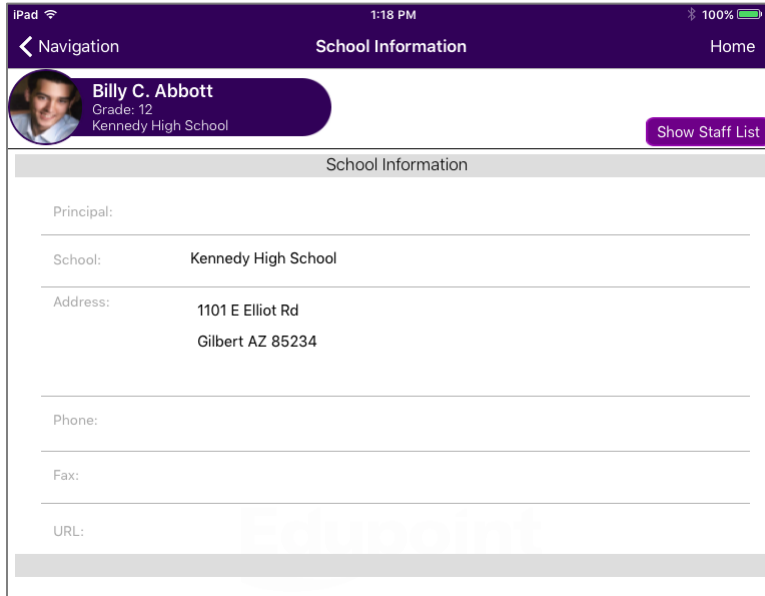 iPad 1:18 PM 100%
Navigation School Information Home
Billy C. Abbott
Grade: 12
Kennedy High School
Show Staff List
School Information
Principal:
School: Kennedy High School
Address: 1101 E Elliot Rd
Gilbert AZ 85234
Phone:
Fax:
URL:
Edupoint